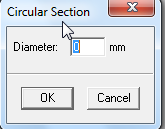 Circular Section
Diameter: 0 mm
OK Cancel